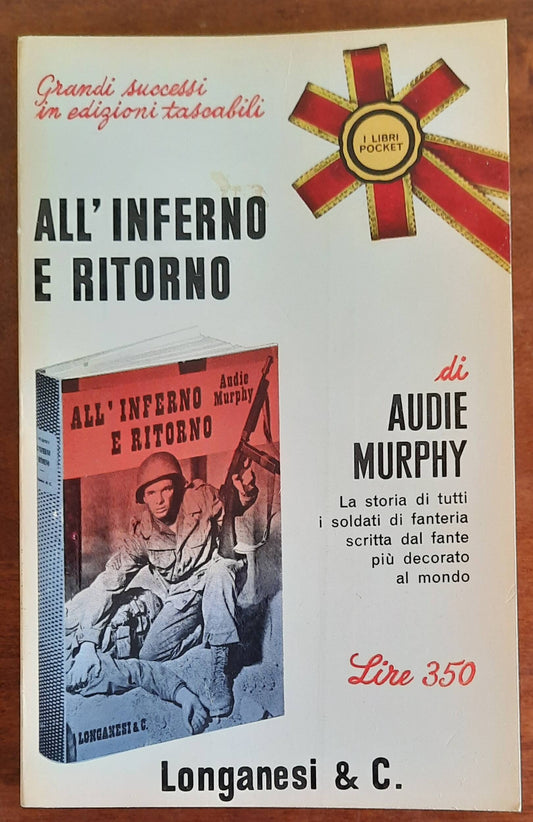 Grandi successi
in edizioni tascabili
I LIBRI
POCKET
ALL' INFERNO
E RITORNO
di
AUDIE
MURPHY
La storia di tutti
i soldati di fanteria
scritta dal fante
più decorato
al mondo
Lire 350
Audie
Murphy
ALL'INFERNO
E RITORNO
LONGANESI & C.
Longanesi & C.